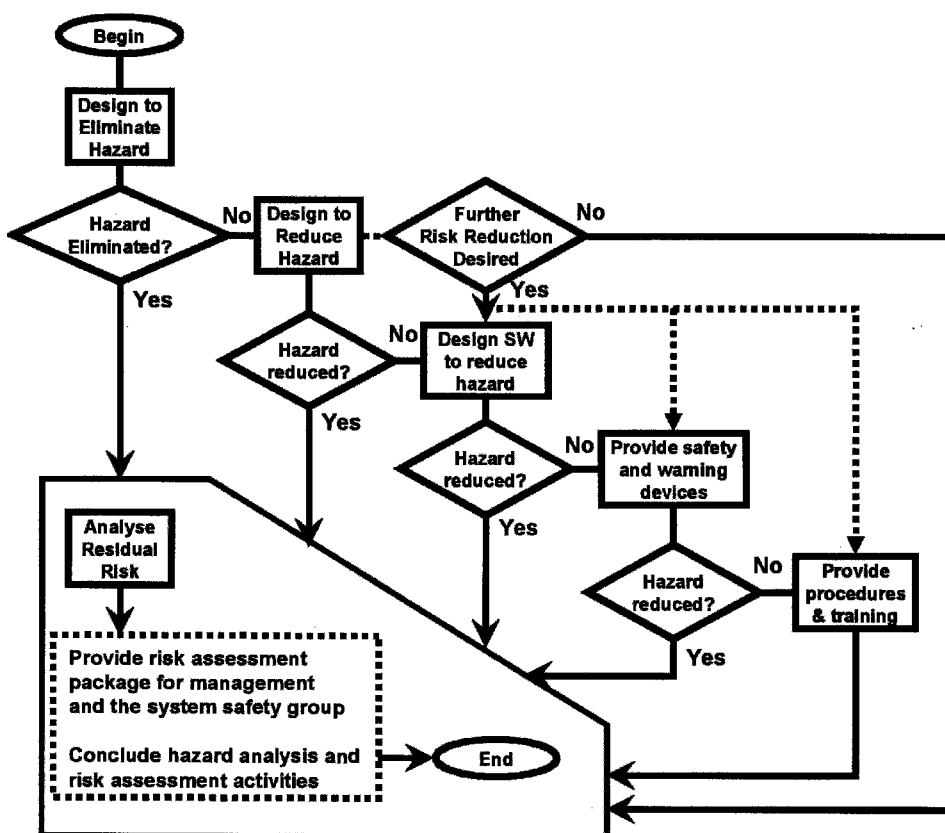 Begin
Design to
Eliminate
Hazard
Hazard
Eliminated?
No
Yes
Design to
Reduce
Hazard
Further
Risk Reduction
Desired
No
Yes
Hazard
reduced?
No
Yes
Design SW
to reduce
hazard
Hazard
reduced?
No
Yes
Provide safety
and warning
devices
Hazard
reduced?
No
Yes
Provide
procedures
& training
Analyse
Residual
Risk
Provide risk assessment
package for management
and the system safety group
Conclude hazard analysis and
risk assessment activities
End